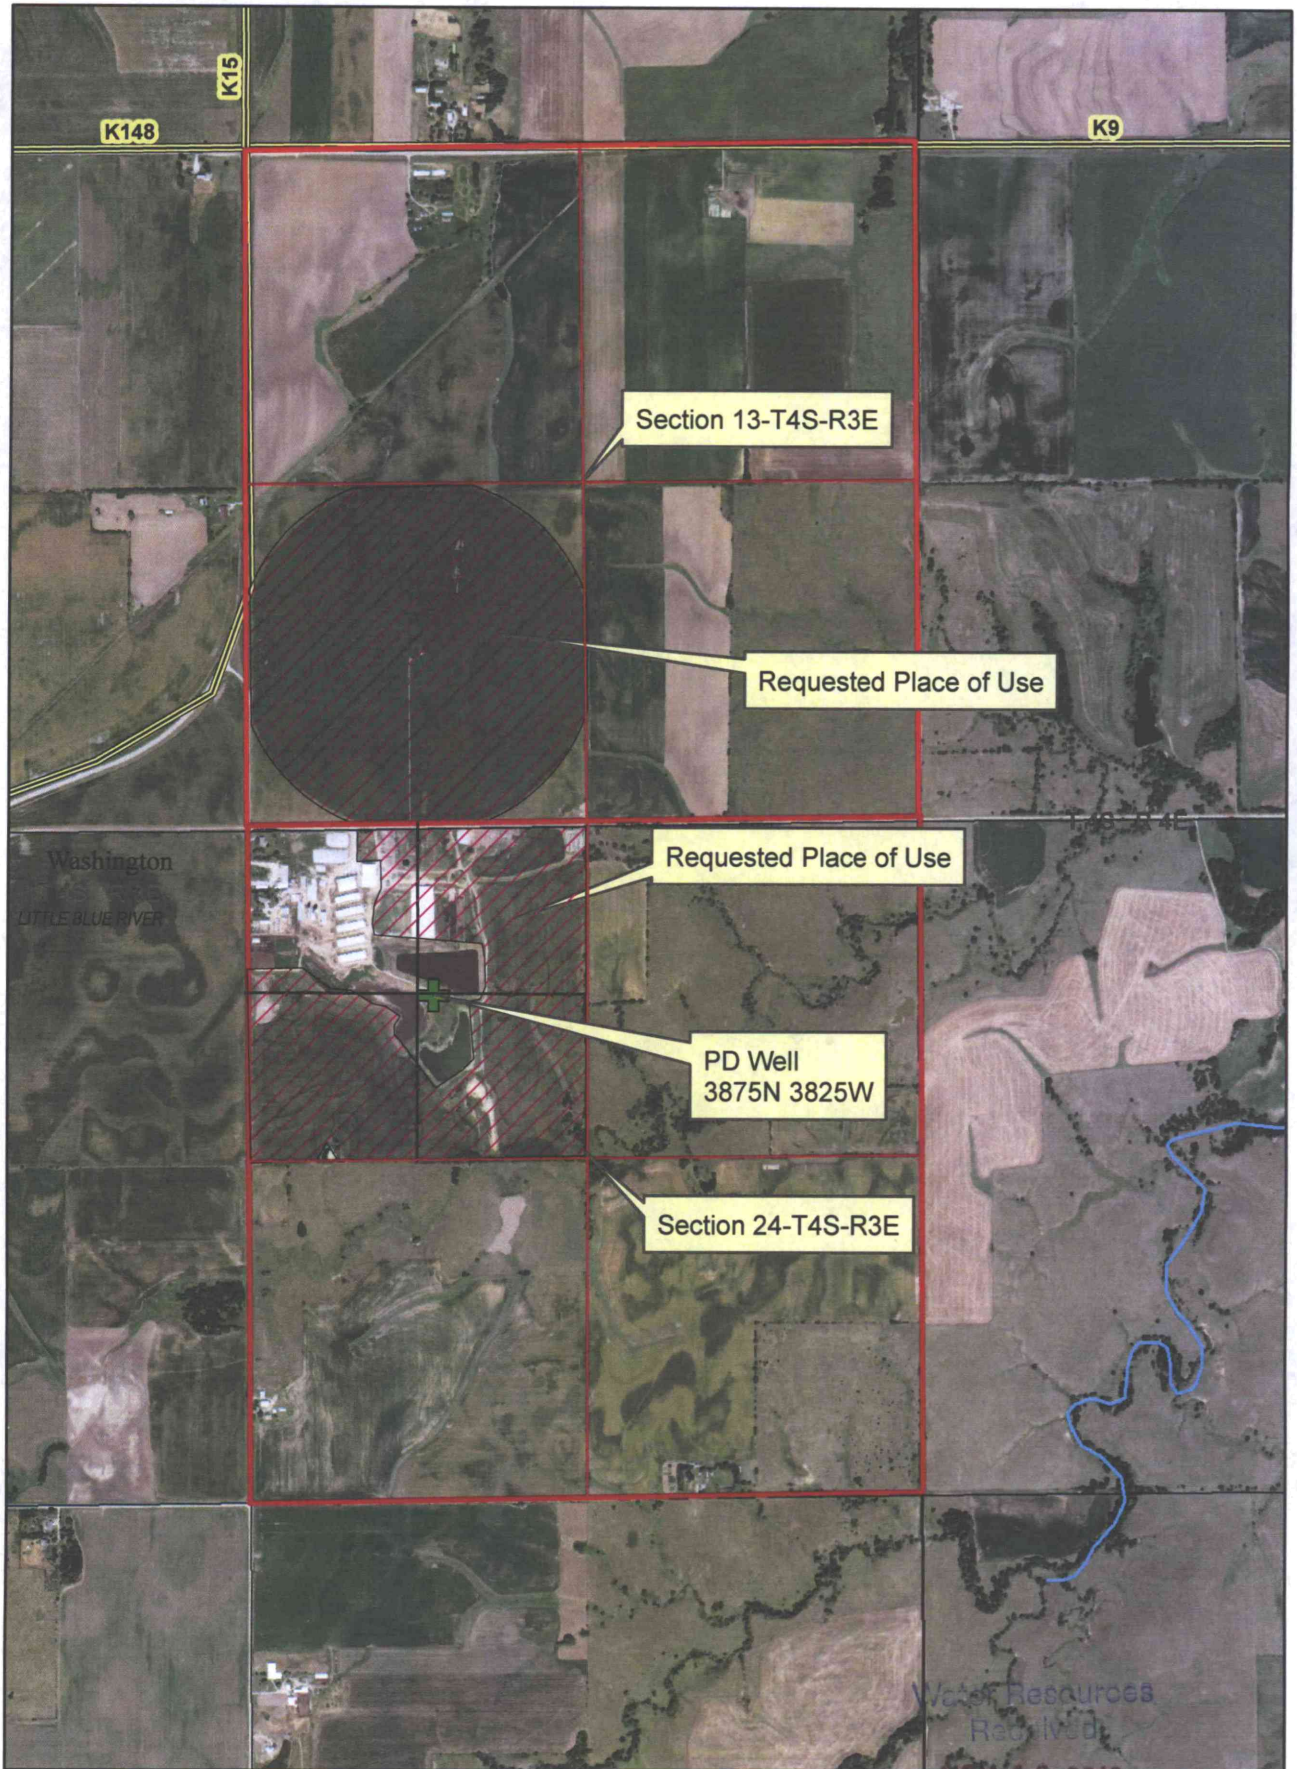 K15
K148
K9
Section 13-T4S-R3E
Requested Place of Use
Washington
Requested Place of Use
LITTLE BLUE RIVER
PD Well
3875N 3825W
Section 24-T4S-R3E
Water Resources
Received